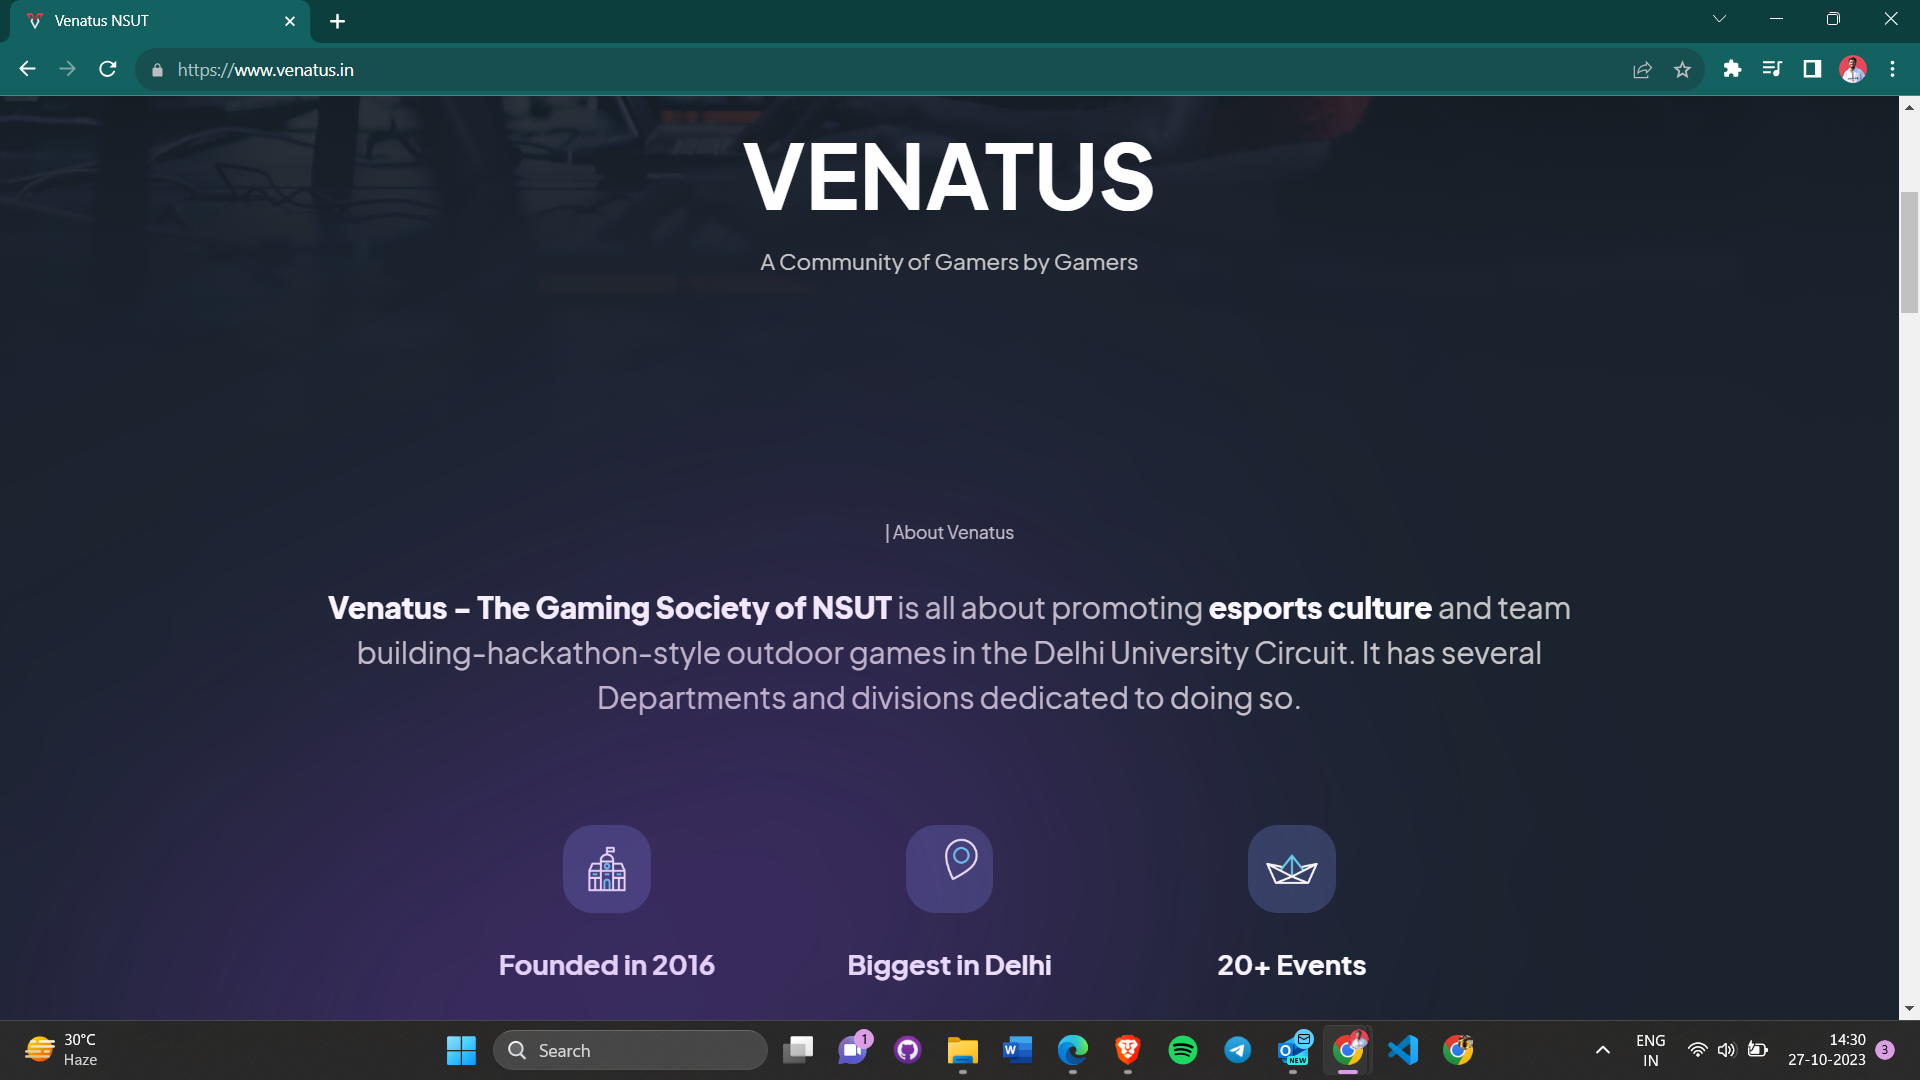 Venatus NSUT
https://www.venatus.in
VENATUS
A Community of Gamers by Gamers
| About Venatus
Venatus – The Gaming Society of NSUT is all about promoting esports culture and team
building-hackathon-style outdoor games in the Delhi University Circuit. It has several
Departments and divisions dedicated to doing so.
Founded in 2016
Biggest in Delhi
20+ Events
30°C
Haze
Search
1
W
NEW
ENG
IN
14:30
27-10-2023
3